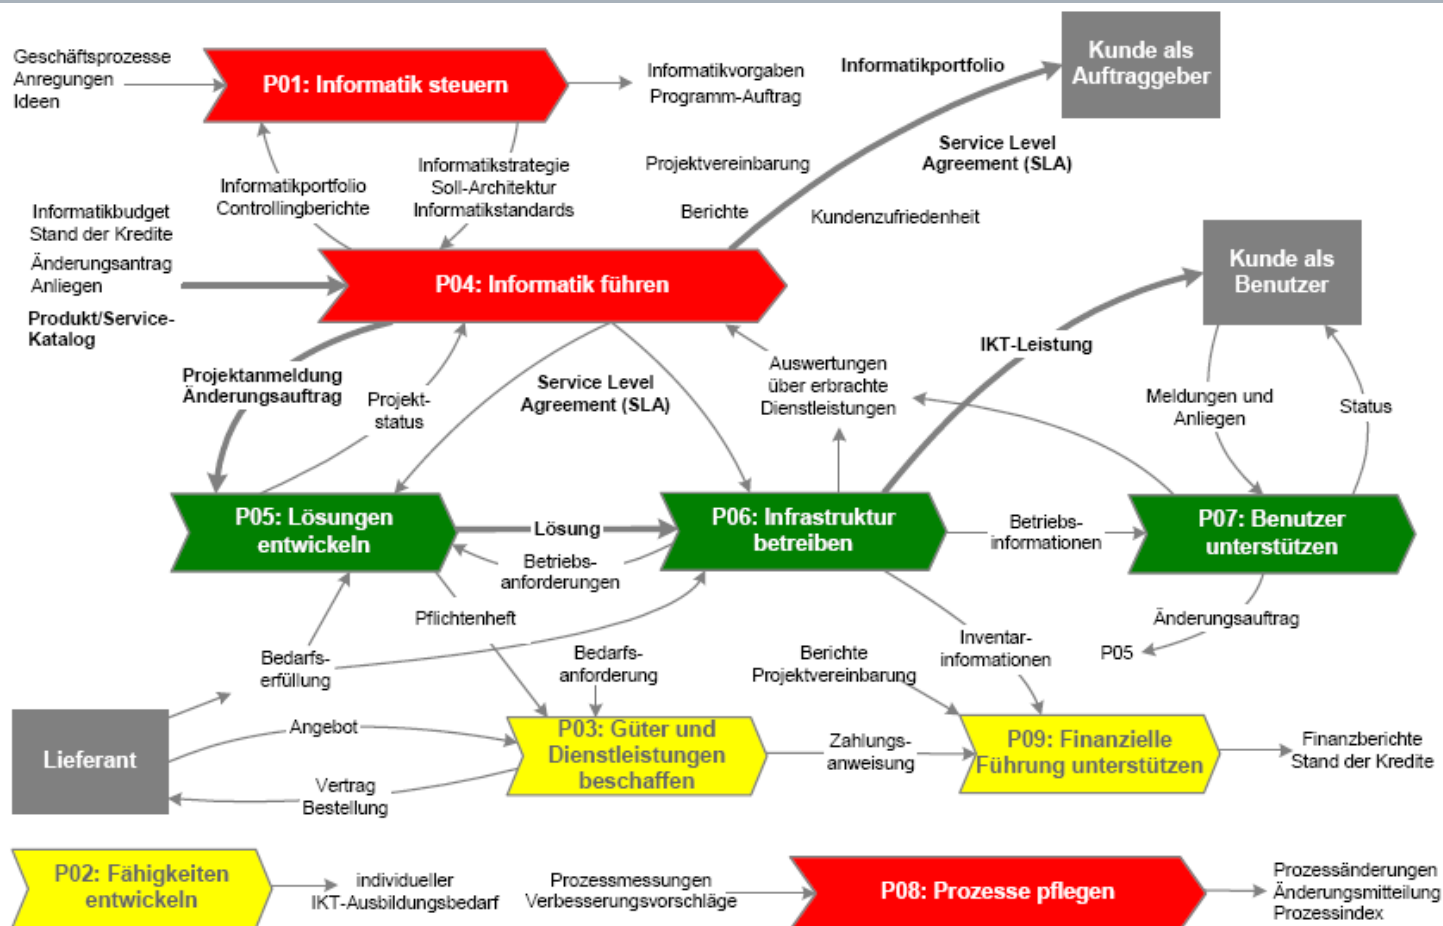 Geschäftsprozesse
Anregungen
Ideen
P01: Informatik steuern
Informatikvorgaben
Programm-Auftrag
Informatikportfolio
Kunde als
Auftraggeber
Service Level
Agreement (SLA)
Projektvereinbarung
Berichte
Kundenzufriedenheit
Informatikportfolio
Controllingberichte
Informatikstrategie
Soll-Architektur
Informatikstandards
Informatikbudget
Stand der Kredite
Änderungsantrag
Anliegen
Produkt/Service-
Katalog
P04: Informatik führen
Kunde als
Benutzer
IKT-Leistung
Projektanmeldung
Änderungsauftrag
Projekt-
status
Service Level
Agreement (SLA)
Auswertungen
über erbrachte
Dienstleistungen
Meldungen und
Anliegen
Status
P05: Lösungen
entwickeln
Lösung
Betriebs-
anforderungen
P06: Infrastruktur
betreiben
Betriebs-
informationen
P07: Benutzer
unterstützen
Änderungsauftrag
P05
Pflichtenheft
Bedarfs-
erfüllung
Bedarfs-
anforderung
Berichte
Projektvereinbarung
Inventar-
informationen
Lieferant
Angebot
Vertrag
Bestellung
P03: Güter und
Dienstleistungen
beschaffen
Zahlungs-
anweisung
P09: Finanzielle
Führung unterstützen
Finanzberichte
Stand der Kredite
P02: Fähigkeiten
entwickeln
individueller
IKT-Ausbildungsbedarf
Prozessmessungen
Verbesserungsvorschläge
P08: Prozesse pflegen
Prozessänderungen
Änderungsmitteilung
Prozessindex